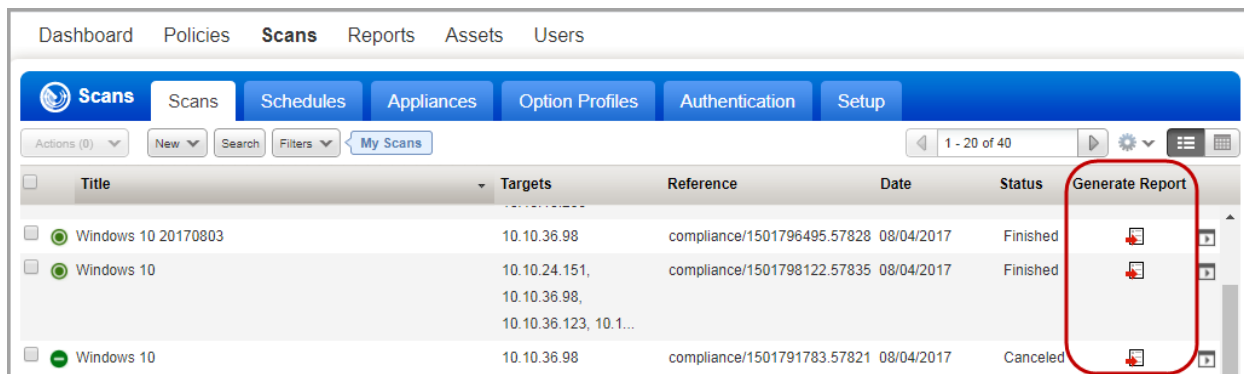 Dashboard Policies Scans Reports Assets Users
Scans Scans Schedules Appliances Option Profiles Authentication Setup
Actions (0) New Search Filters My Scans 1 - 20 of 40
Title Targets Reference Date Status Generate Report
Windows 10 20170803 10.10.36.98 compliance/1501796495.57828 08/04/2017 Finished
Windows 10 10.10.24.151, compliance/1501798122.57835 08/04/2017 Finished
10.10.36.98,
10.10.36.123, 10.1...
Windows 10 10.10.36.98 compliance/1501791783.57821 08/04/2017 Canceled